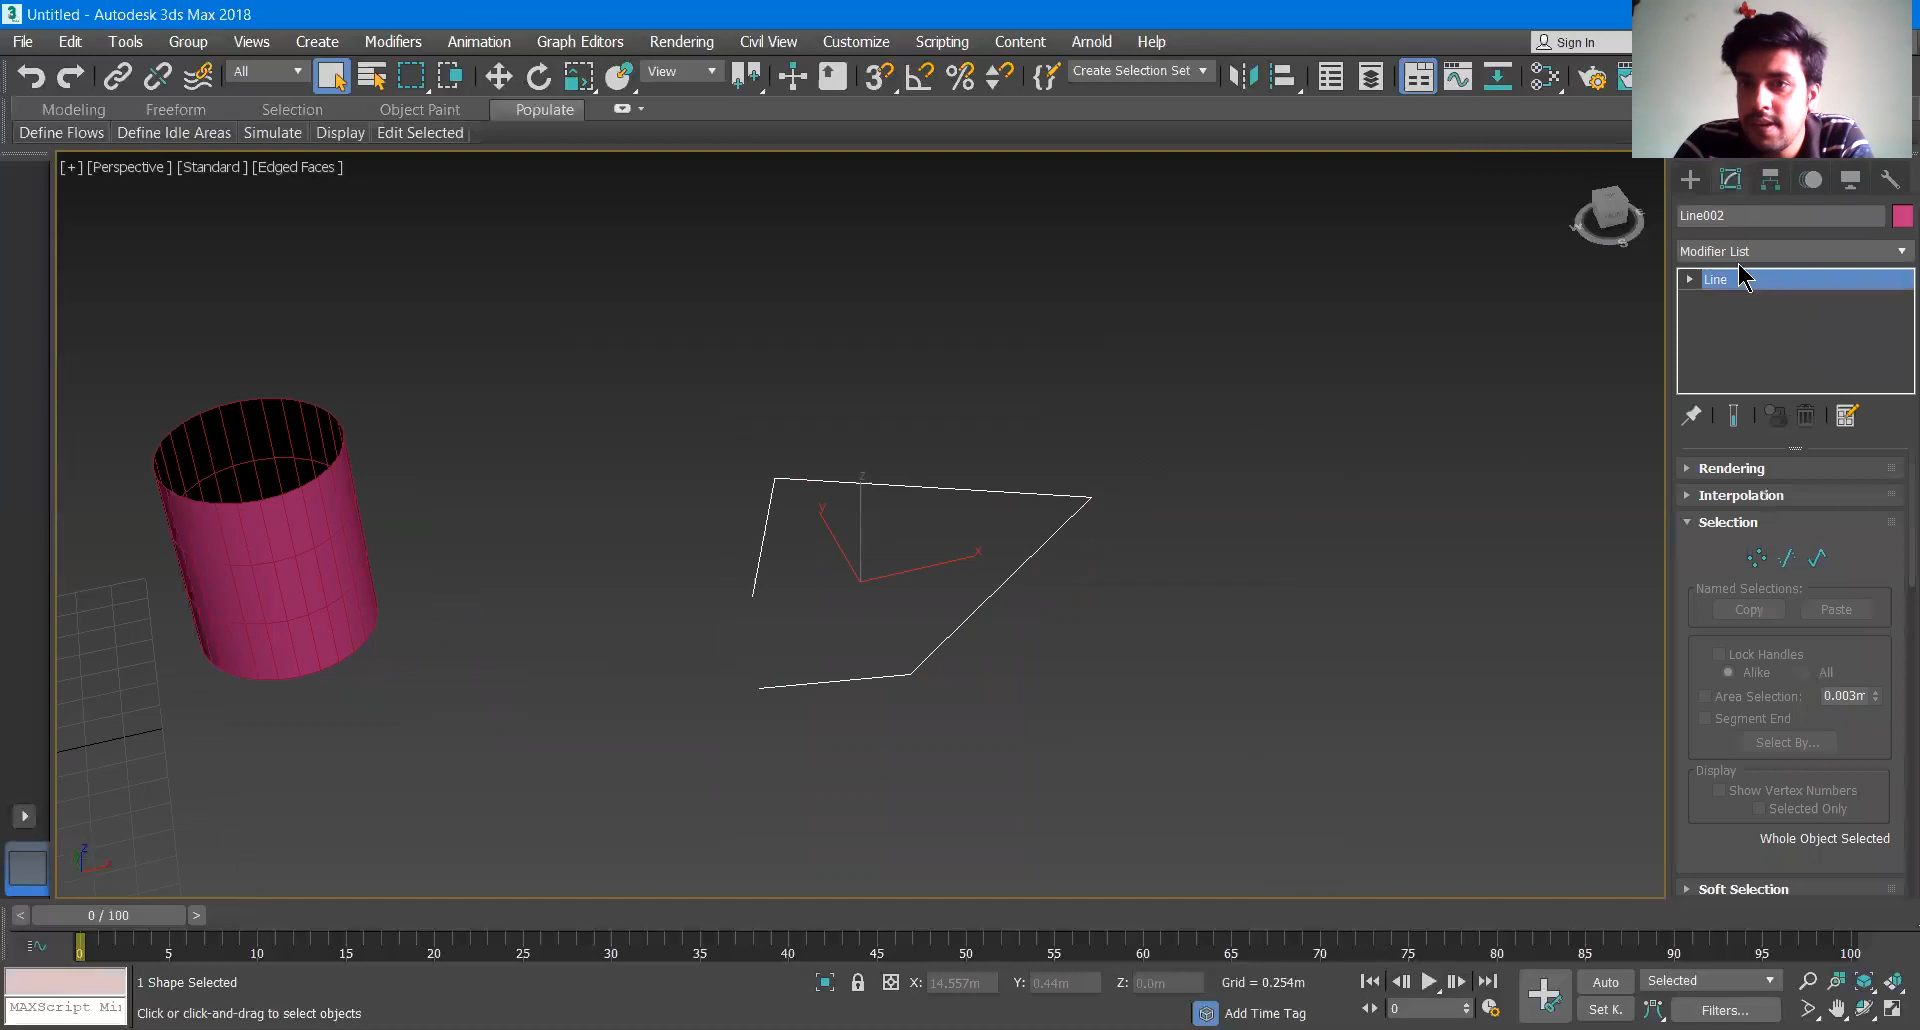 Untitled - Autodesk 3ds Max 2018
File Edit Tools Group Views Create Modifiers Animation Graph Editors Rendering Civil View Customize Scripting Content Arnold Help
Sign In
All
View
Create Selection Set
Modeling Freeform Selection Object Paint Populate
Define Flows Define Idle Areas Simulate Display Edit Selected
[+] [Perspective ] [Standard ] [Edged Faces ]
Line002
Modifier List
Line
Rendering
Interpolation
Selection
Named Selections:
Copy Paste
Lock Handles
Alike All
Area Selection: 0.003m
Segment End
Select By...
Display
Show Vertex Numbers
Selected Only
Whole Object Selected
Soft Selection
z
y
x
z
x
< 0 / 100 >
0 5 10 15 20 25 30 35 40 45 50 55 60 65 70 75 80 85 90 95 100
1 Shape Selected
X: 14.557m Y: 0.44m Z: 0.0m Grid = 0.254m
Auto Selected
MAXScript Mi
Click or click-and-drag to select objects
Add Time Tag
0
Set K. Filters...